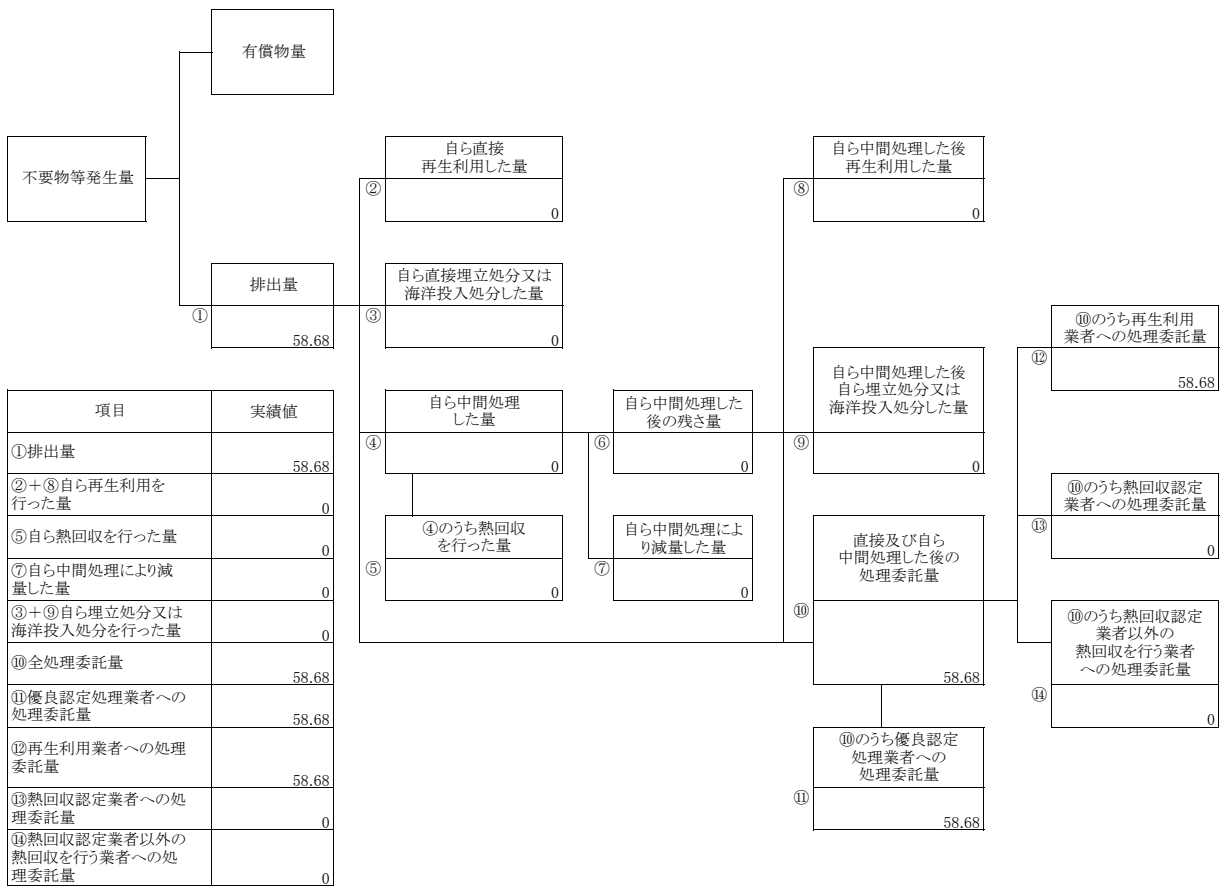 有償物量
不要物等発生量
排出量
①
58.68
自ら直接
再生利用した量
②
0
自ら直接埋立処分又は
海洋投入処分した量
③
0
自ら中間処理
した量
④
0
④のうち熱回収
を行った量
⑤
0
自ら中間処理した
後の残さ量
⑥
0
自ら中間処理によ
り減量した量
⑦
0
自ら中間処理した後
再生利用した量
⑧
0
自ら中間処理した後
自ら埋立処分又は
海洋投入処分した量
⑨
0
直接及び自ら
中間処理した後の
処理委託量
⑩
58.68
⑩のうち優良認定
処理業者への
処理委託量
⑪
58.68
⑩のうち再生利用
業者への処理委託量
⑫
58.68
⑩のうち熱回収認定
業者への処理委託量
⑬
0
⑩のうち熱回収認定
業者以外の
熱回収を行う業者
への処理委託量
⑭
0
項目 実績値
①排出量
58.68
②＋⑧自ら再生利用を
行った量
0
⑤自ら熱回収を行った量
0
⑦自ら中間処理により減
量した量
0
③＋⑨自ら埋立処分又は
海洋投入処分を行った量
0
⑩全処理委託量
58.68
⑪優良認定処理業者への
処理委託量
58.68
⑫再生利用業者への処理
委託量
58.68
⑬熱回収認定業者への処
理委託量
0
⑭熱回収認定業者以外の
熱回収を行う業者への処
理委託量
0